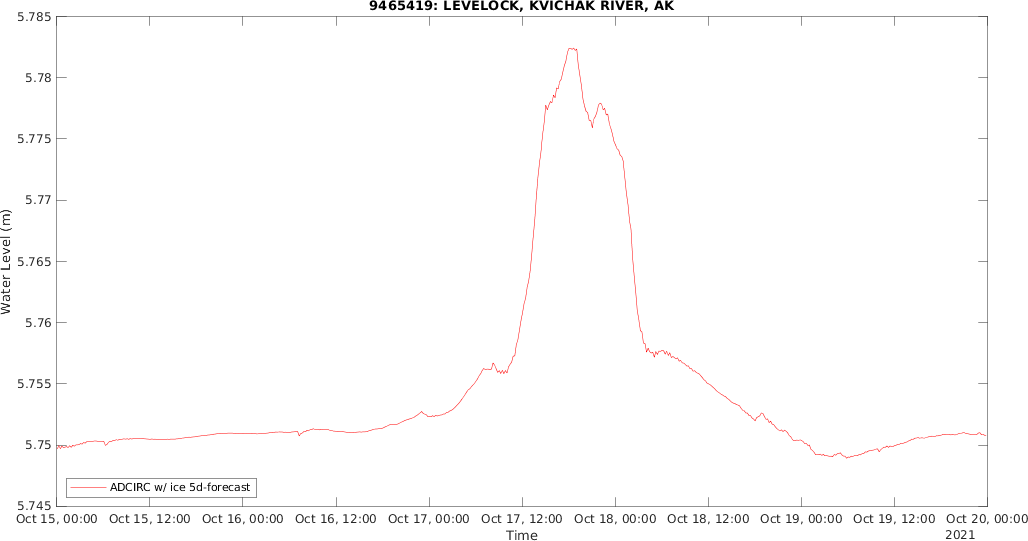 9465419: LEVELOCK, KVICHAK RIVER, AK
Water Level (m)
5.785
5.78
5.775
5.77
5.765
5.76
5.755
5.75
5.745
ADCIRC w/ ice 5d-forecast
Oct 15, 00:00 Oct 15, 12:00 Oct 16, 00:00 Oct 16, 12:00 Oct 17, 00:00 Oct 17, 12:00 Oct 18, 00:00 Oct 18, 12:00 Oct 19, 00:00 Oct 19, 12:00 Oct 20, 00:00
Time
2021